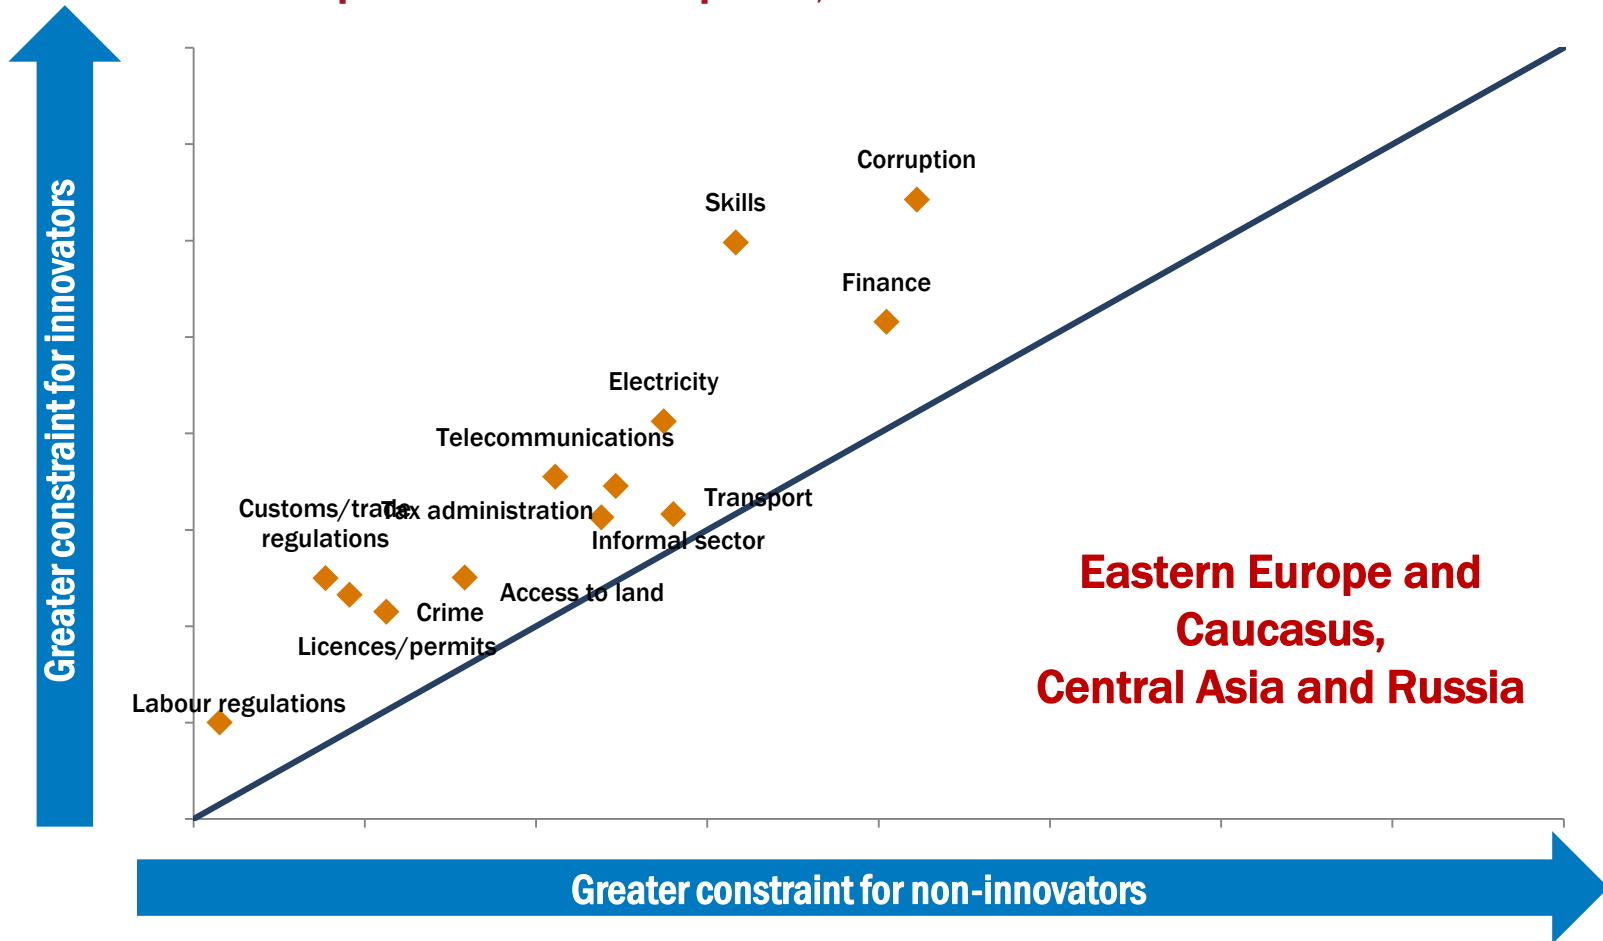 Corruption
Skills
Finance
Electricity
Telecommunications
Transport
Customs/trade
regulations
Tax administration
Informal sector
Access to land
Crime
Licences/permits
Labour regulations
Eastern Europe and
Caucasus,
Central Asia and Russia
Greater constraint for innovators
Greater constraint for non-innovators